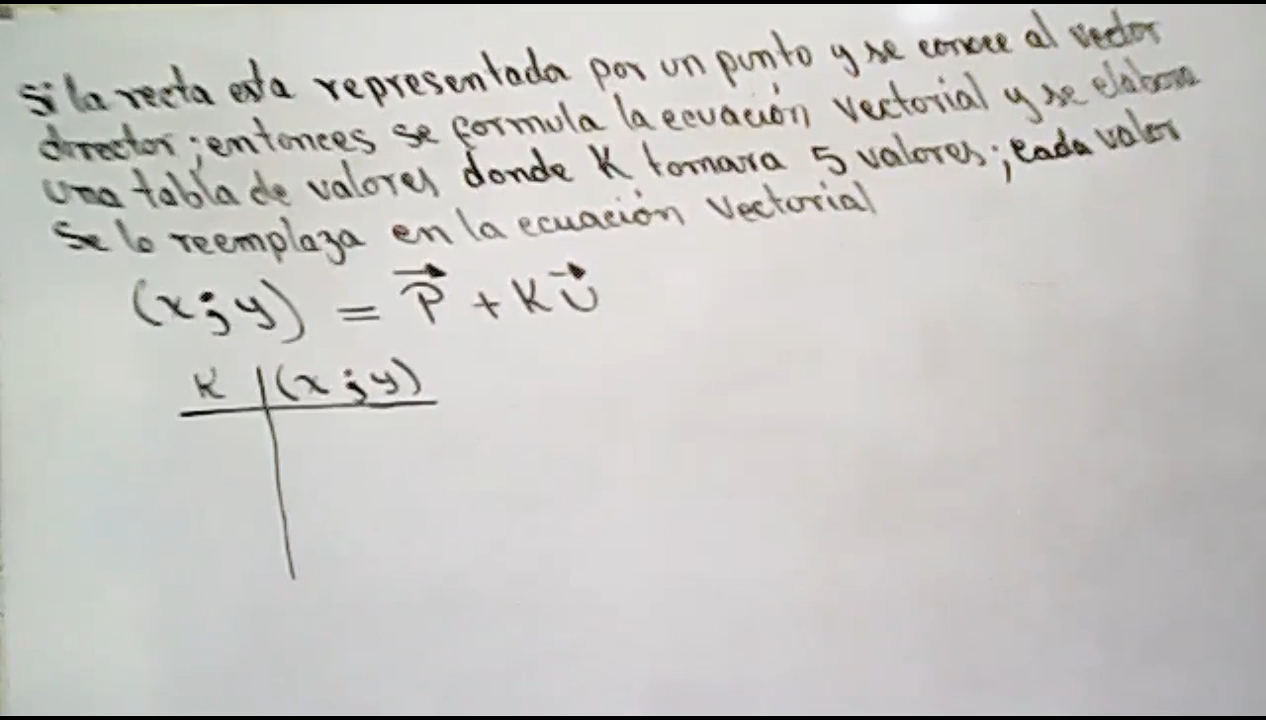 Si la recta esta representada por un punto y se conoce al vector
director; entonces se formula la ecuación vectorial y se elabora
una tabla de valores donde K tomara 5 valores; cada valor
se lo reemplaza en la ecuación vectorial
(x;y) = P⃗ + KU⃗
K | (x;y)